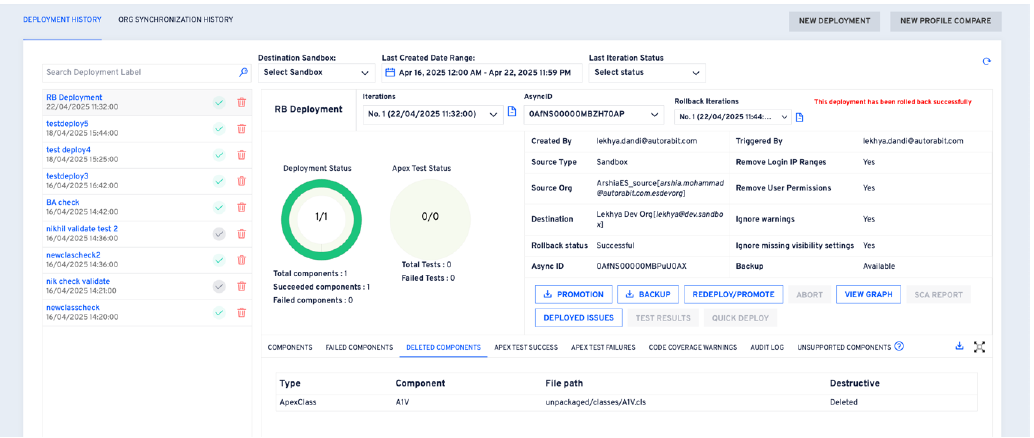 DEPLOYMENT HISTORY ORG SYNCHRONIZATION HISTORY
NEW DEPLOYMENT NEW PROFILE COMPARE
Destination Sandbox: Last Created Date Range: Last Iteration Status
Search Deployment Label Select Sandbox Apr 16, 2025 12:00 AM - Apr 22, 2025 11:59 PM Select status
RB Deployment
22/04/2025 11:32:00
testdeploy5
18/04/2025 15:44:00
test deploy4
18/04/2025 15:25:00
testdeploy3
16/04/2025 16:42:00
BA check
16/04/2025 14:42:00
nikhil validate test 2
16/04/2025 14:36:00
newclascheck2
16/04/2025 14:36:00
nik check validate
16/04/2025 14:21:00
newclasscheck
16/04/2025 14:20:00
RB Deployment
Iterations
No. 1 (22/04/2025 11:32:00)
AsyncID
0AfNS00000MBZH70AP
Rollback Iterations
No. 1 (22/04/2025 11:44:...
This deployment has been rolled back successfully
Deployment Status
1/1
Total components : 1
Succeeded components : 1
Failed components : 0
Apex Test Status
0/0
Total Tests : 0
Failed Tests : 0
Created By lekhya.dandi@autorabit.com Triggered By lekhya.dandi@autorabit.com
Source Type Sandbox Remove Login IP Ranges Yes
Source Org ArshiaES_source[arshia.mohammad
@autorabit.com.esdevorg] Remove User Permissions Yes
Destination Lekhya Dev Org[lekhya@dev.sandbo
x] Ignore warnings Yes
Rollback status Successful Ignore missing visibility settings Yes
Async ID 0AfNS00000MBPuU0AX Backup Available
PROMOTION BACKUP REDEPLOY/PROMOTE ABORT VIEW GRAPH SCA REPORT
DEPLOYED ISSUES TEST RESULTS QUICK DEPLOY
COMPONENTS FAILED COMPONENTS DELETED COMPONENTS APEX TEST SUCCESS APEX TEST FAILURES CODE COVERAGE WARNINGS AUDIT LOG UNSUPPORTED COMPONENTS ?
Type Component File path Destructive
ApexClass A1V unpackaged/classes/A1V.cls Deleted